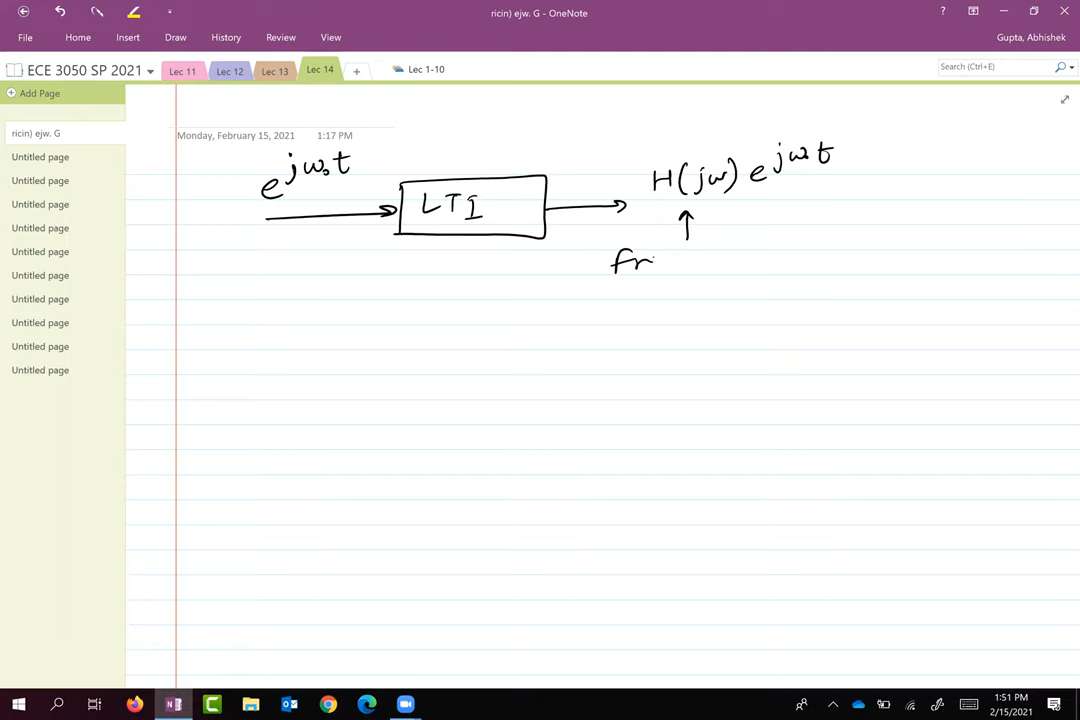 ricin) ejw. G - OneNote
?
File Home Insert Draw History Review View
Gupta, Abhishek
ECE 3050 SP 2021
Lec 11 Lec 12 Lec 13 Lec 14 + Lec 1-10
Search (Ctrl+E)
Add Page
ricin) ejw. G
Untitled page
Untitled page
Untitled page
Untitled page
Untitled page
Untitled page
Untitled page
Untitled page
Untitled page
Untitled page
Monday, February 15, 2021 1:17 PM
e^{jω₀t} LTI H(jω) e^{jω₀t}
fr
1:51 PM
2/15/2021